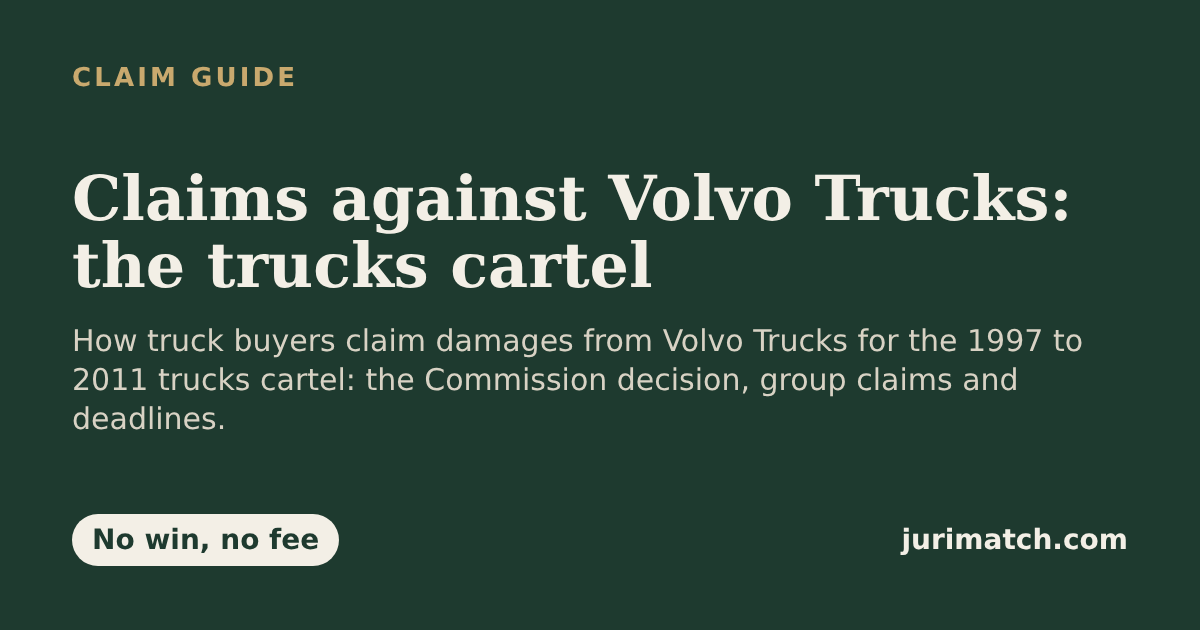 CLAIM GUIDE
Claims against Volvo Trucks:
the trucks cartel
How truck buyers claim damages from Volvo Trucks for the 1997 to
2011 trucks cartel: the Commission decision, group claims and
deadlines.
No win, no fee
jurimatch.com